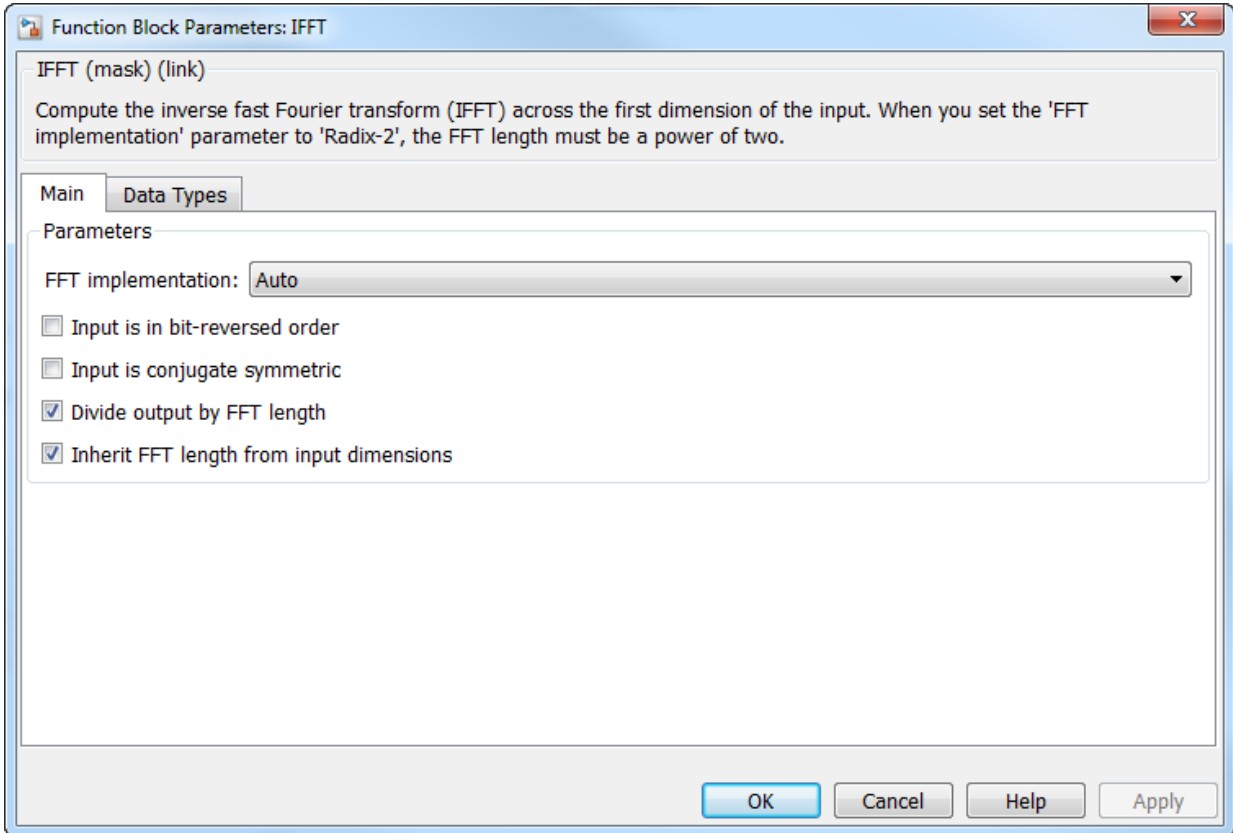 Function Block Parameters: IFFT
IFFT (mask) (link)
Compute the inverse fast Fourier transform (IFFT) across the first dimension of the input. When you set the 'FFT
implementation' parameter to 'Radix-2', the FFT length must be a power of two.
Main Data Types
Parameters
FFT implementation: Auto
Input is in bit-reversed order
Input is conjugate symmetric
Divide output by FFT length
Inherit FFT length from input dimensions
OK Cancel Help Apply